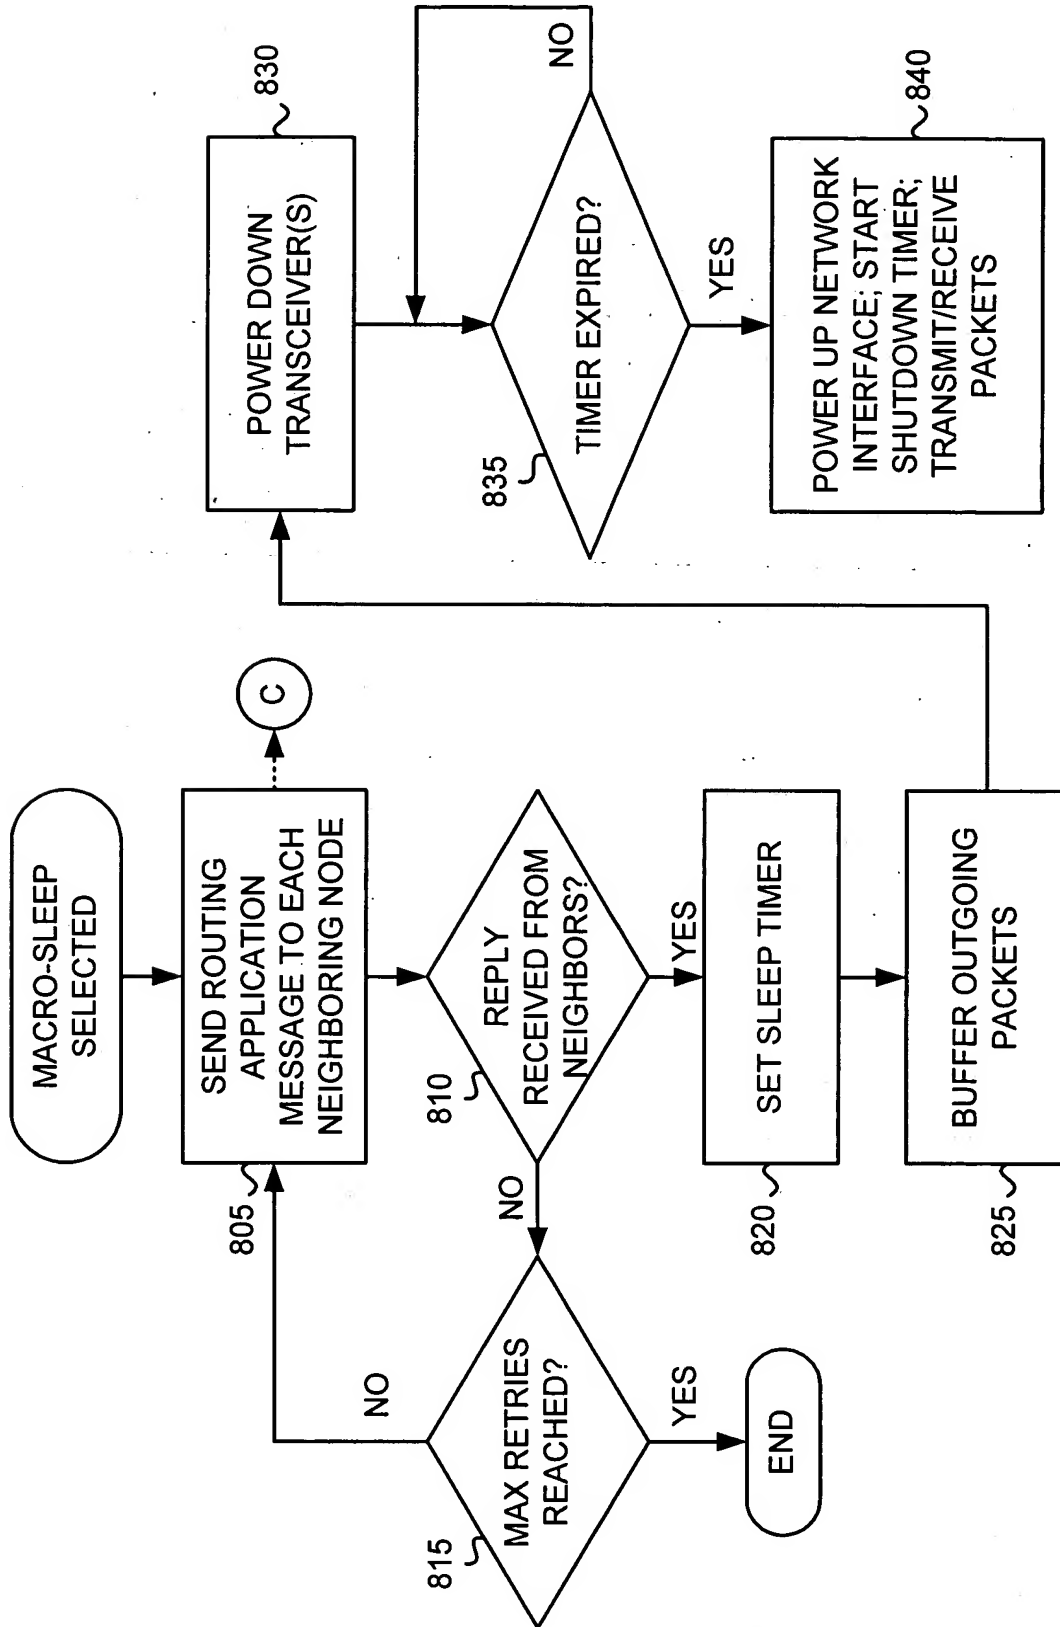 MACRO-SLEEP
SELECTED
SEND ROUTING
APPLICATION
MESSAGE TO EACH
NEIGHBORING NODE
805
C
REPLY
RECEIVED FROM
NEIGHBORS?
810
NO
YES
MAX RETRIES
REACHED?
815
NO
YES
END
SET SLEEP TIMER
820
BUFFER OUTGOING
PACKETS
825
POWER DOWN
TRANSCEIVER(S)
830
TIMER EXPIRED?
835
NO
YES
POWER UP NETWORK
INTERFACE; START
SHUTDOWN TIMER;
TRANSMIT/RECEIVE
PACKETS
840